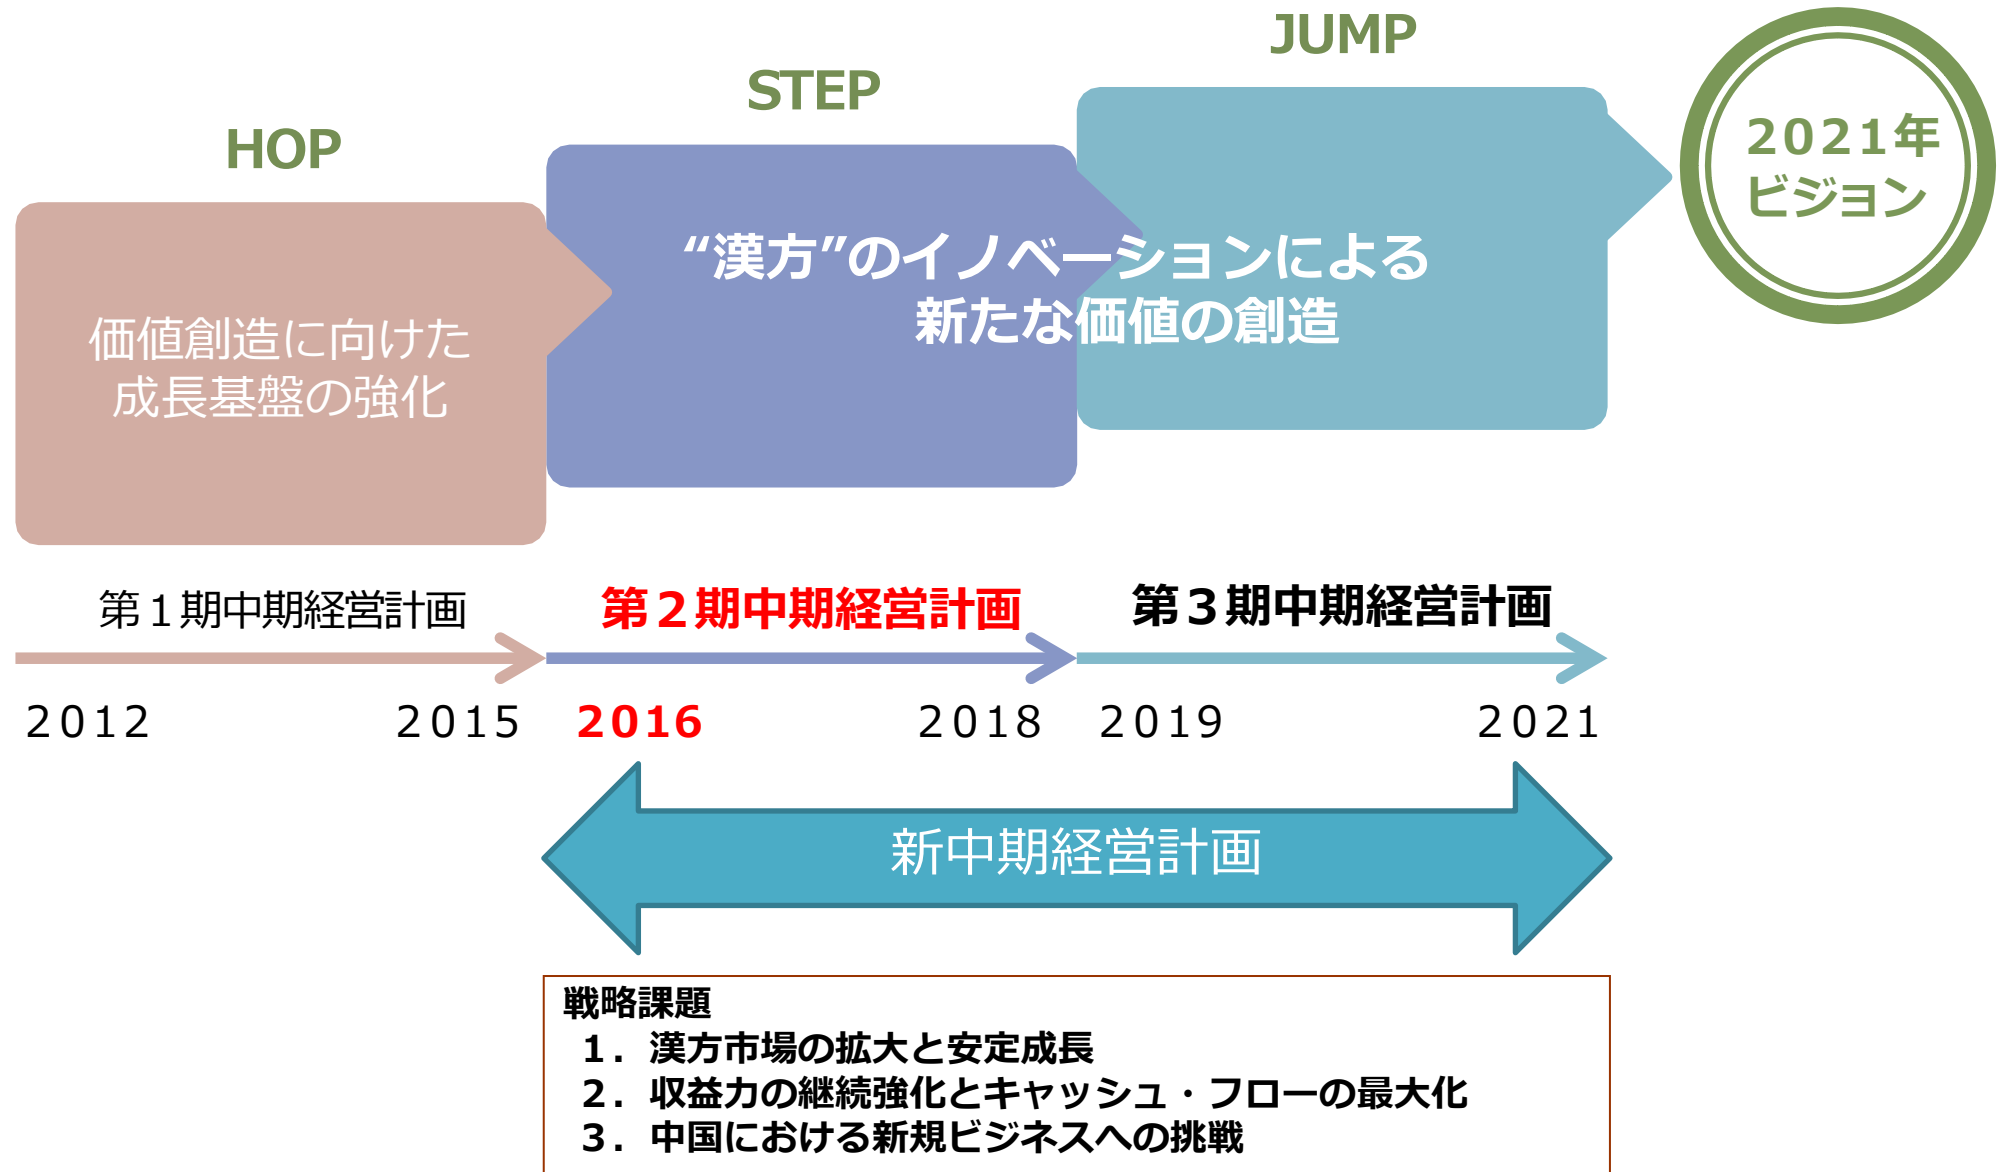 JUMP
STEP
HOP
２０２１年
ビジョン
“漢方”のイノベーションによる
新たな価値の創造
価値創造に向けた
成長基盤の強化
第１期中期経営計画
第２期中期経営計画
第３期中期経営計画
２０１２
２０１５
２０１６
２０１８
２０１９
２０２１
新中期経営計画
戦略課題
１．漢方市場の拡大と安定成長
２．収益力の継続強化とキャッシュ・フローの最大化
３．中国における新規ビジネスへの挑戦